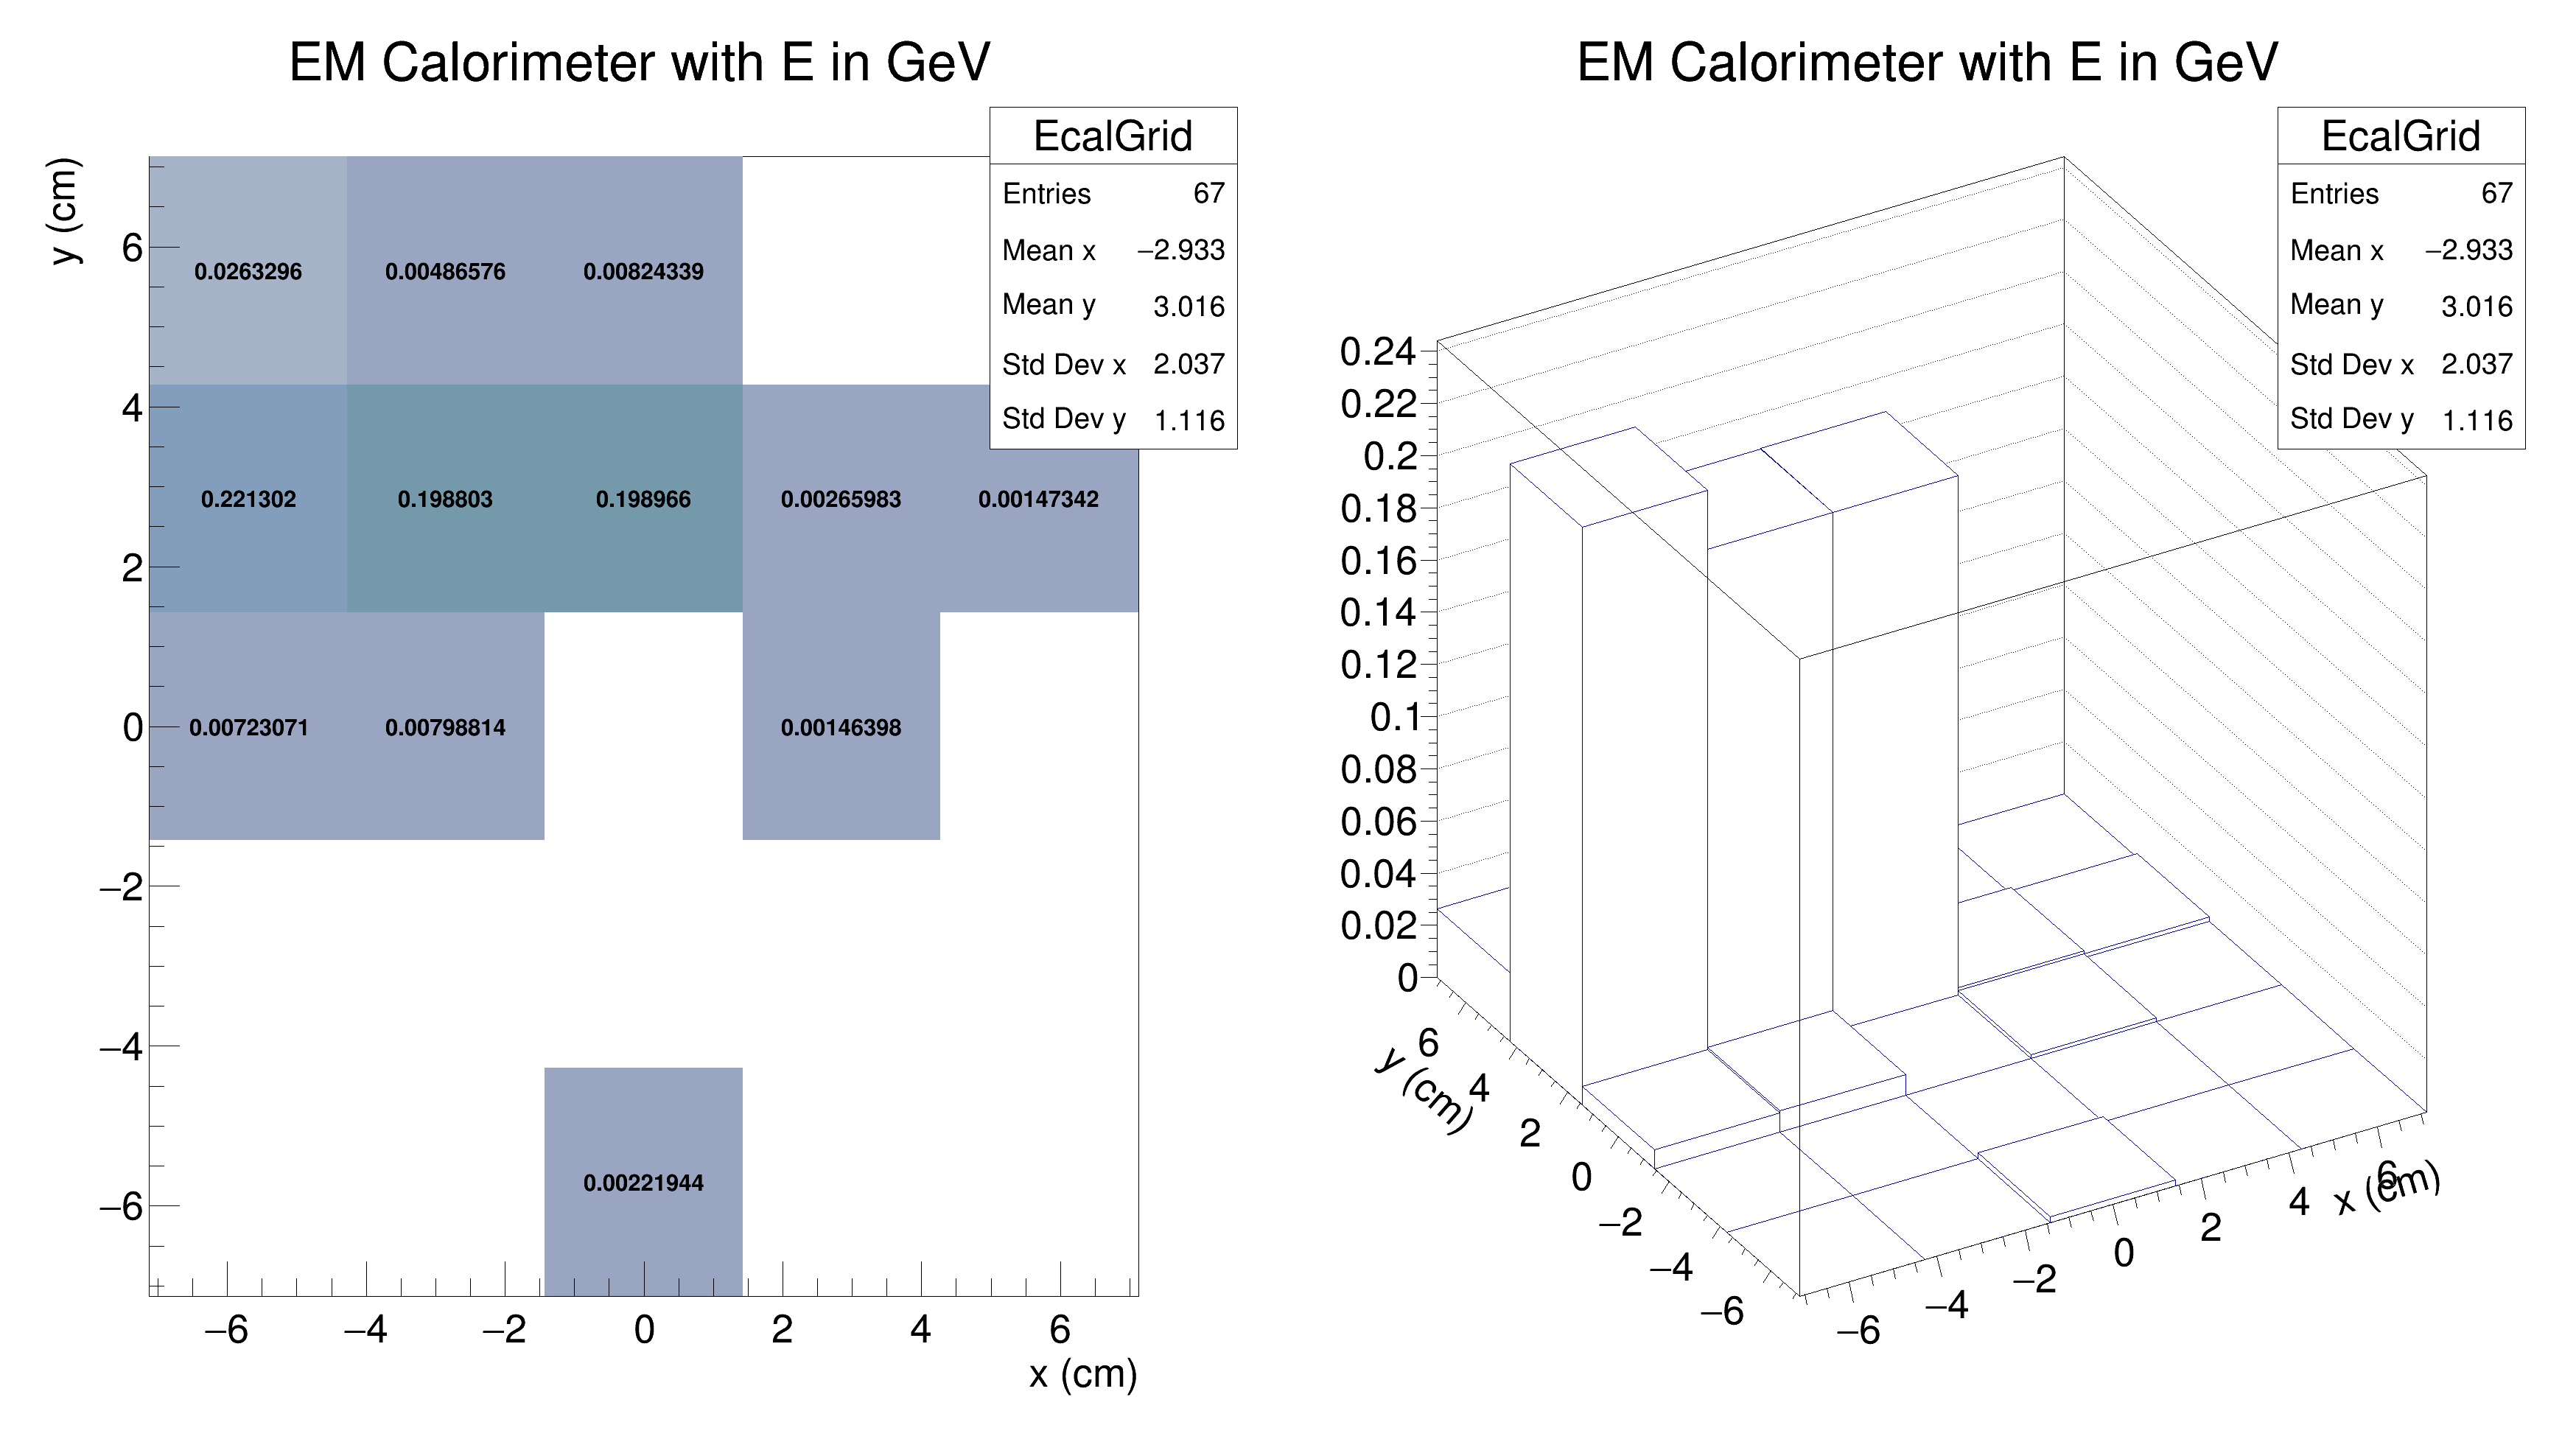 EM Calorimeter with E in GeV
EcalGrid
Entries 67
Mean x −2.933
Mean y 3.016
Std Dev x 2.037
Std Dev y 1.116
y (cm)
6
4
2
0
−2
−4
−6
0.0263296 0.00486576 0.00824339
0.221302 0.198803 0.198966 0.00265983 0.00147342
0.00723071 0.00798814 0.00146398
0.00221944
−6 −4 −2 0 2 4 6
x (cm)
EM Calorimeter with E in GeV
EcalGrid
Entries 67
Mean x −2.933
Mean y 3.016
Std Dev x 2.037
Std Dev y 1.116
0.24
0.22
0.2
0.18
0.16
0.14
0.12
0.1
0.08
0.06
0.04
0.02
0
y (cm)
6
4
2
0
−2
−4
−6
−6 −4 −2 0 2 4 6
x (cm)